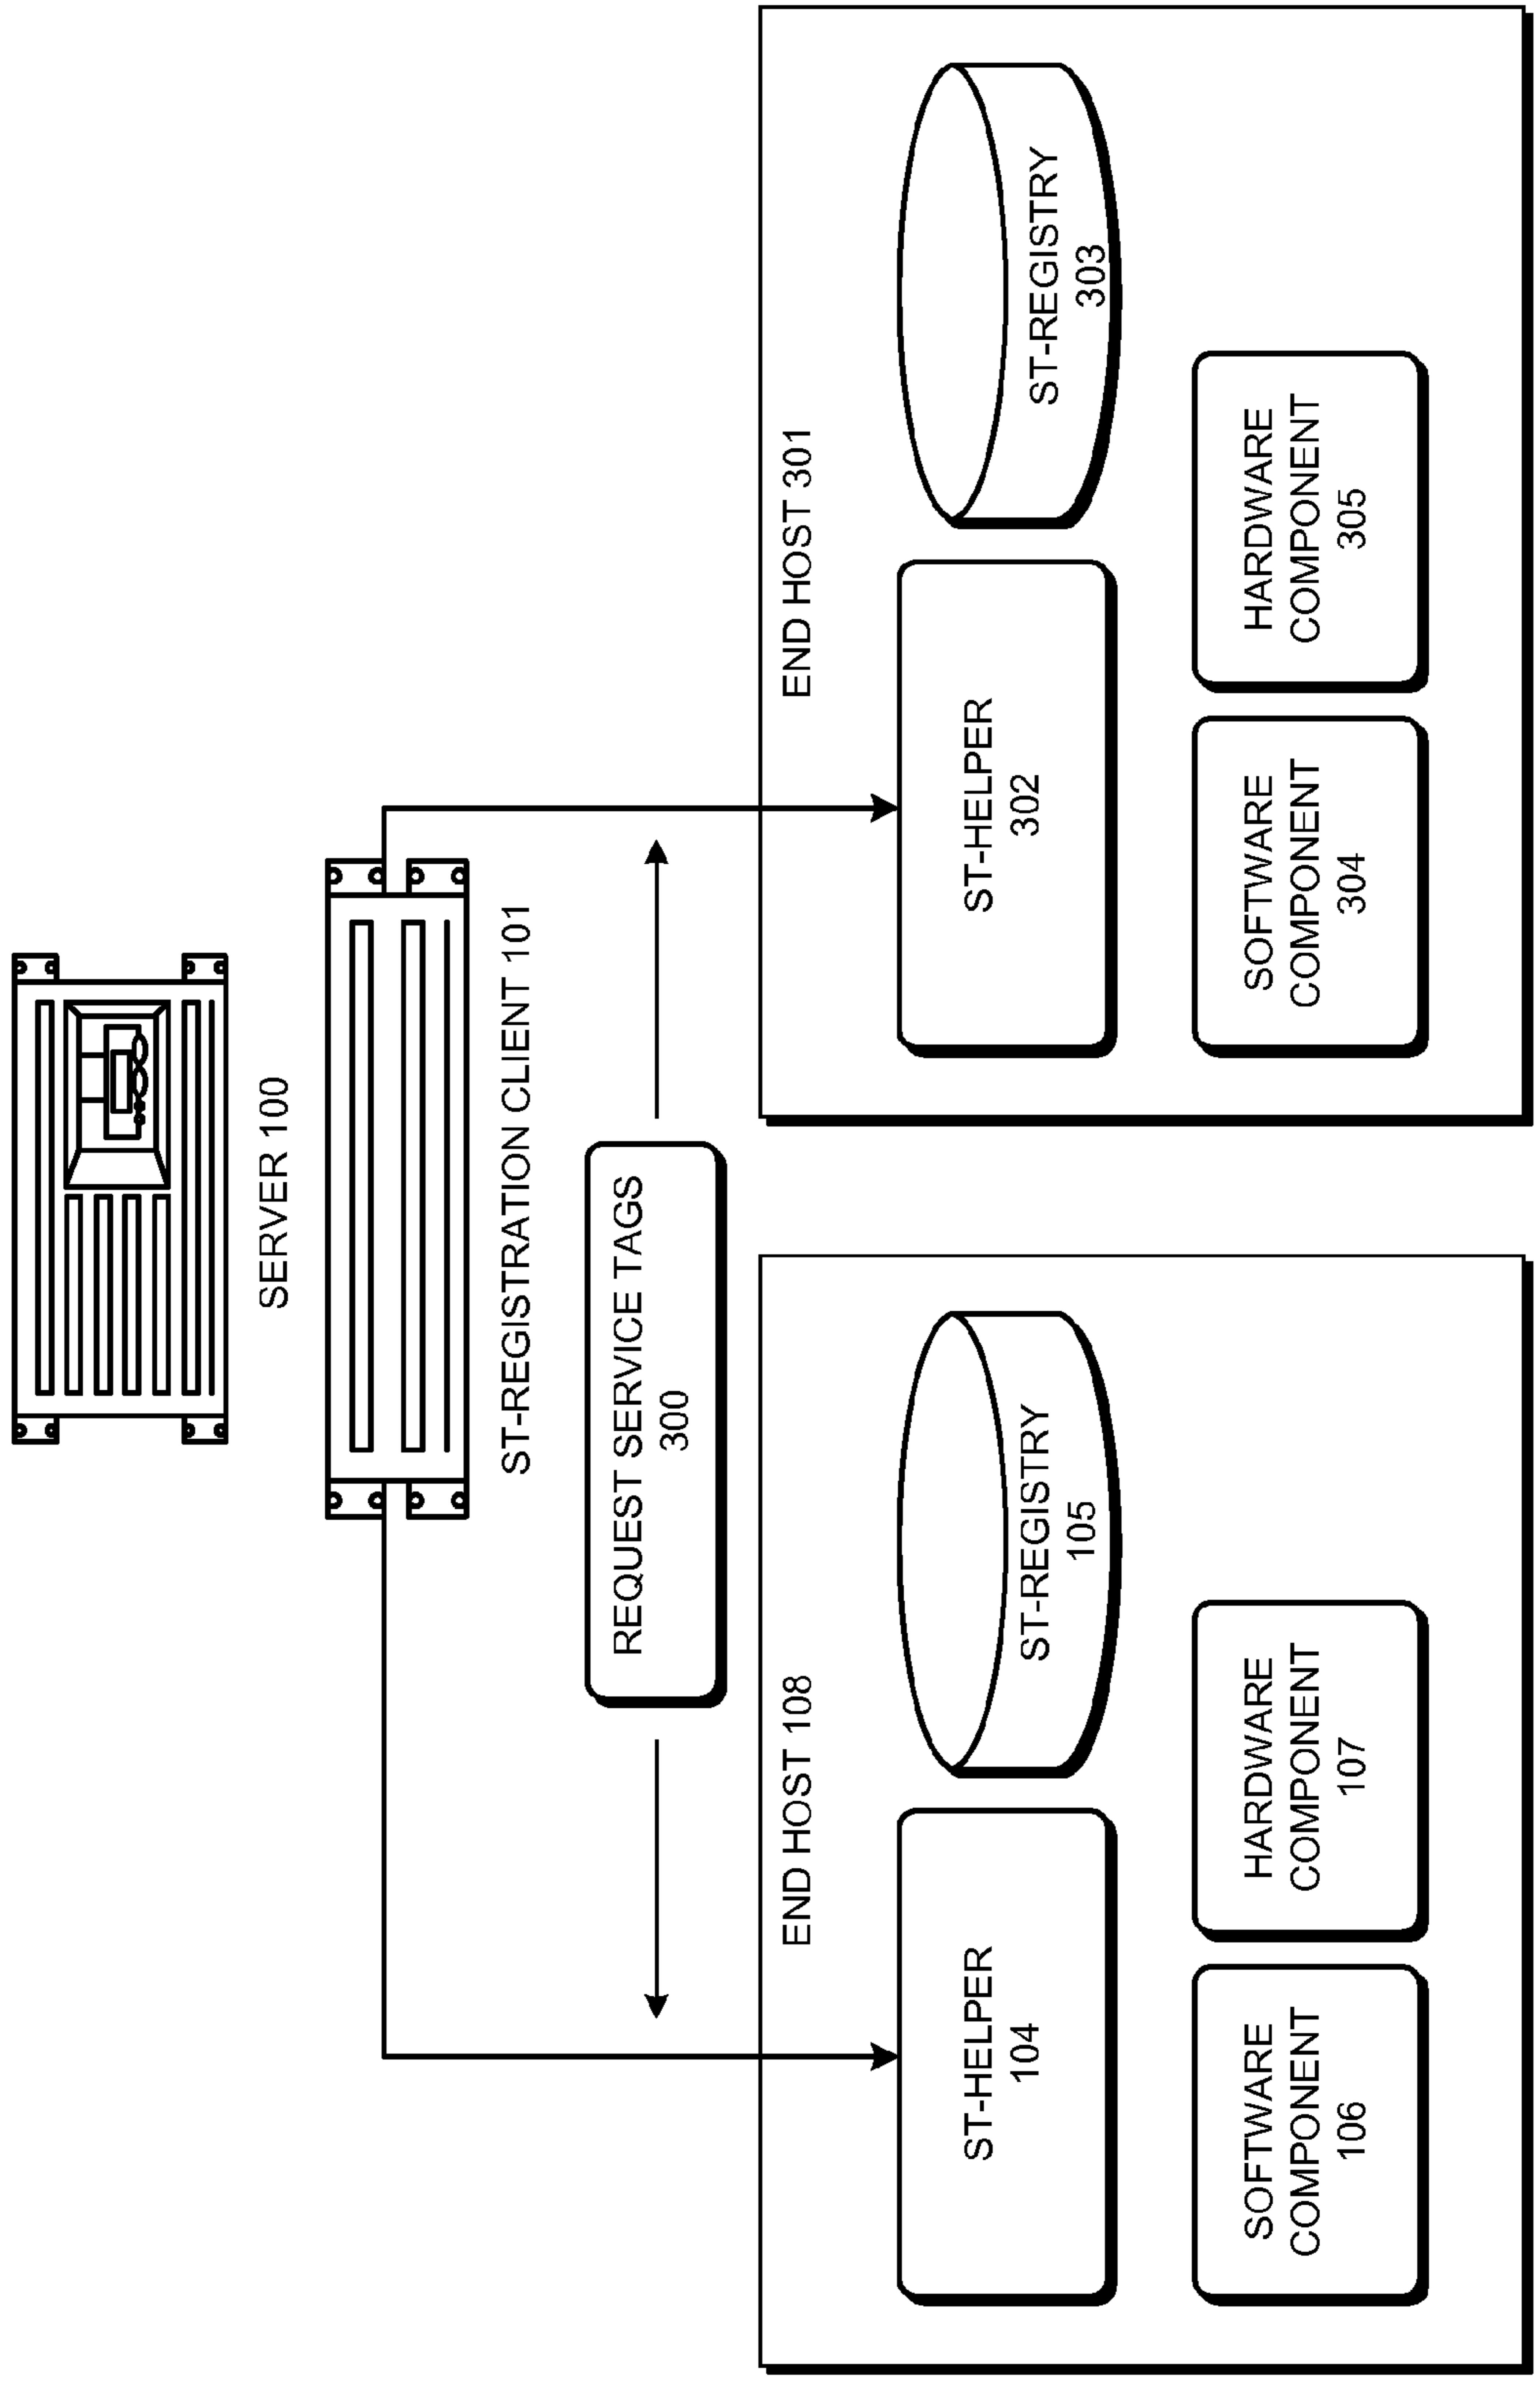 SERVER 100
ST-REGISTRATION CLIENT 101
REQUEST SERVICE TAGS
300
END HOST 108
ST-HELPER
104
ST-REGISTRY
105
SOFTWARE
COMPONENT
106
HARDWARE
COMPONENT
107
END HOST 301
ST-HELPER
302
ST-REGISTRY
303
SOFTWARE
COMPONENT
304
HARDWARE
COMPONENT
305